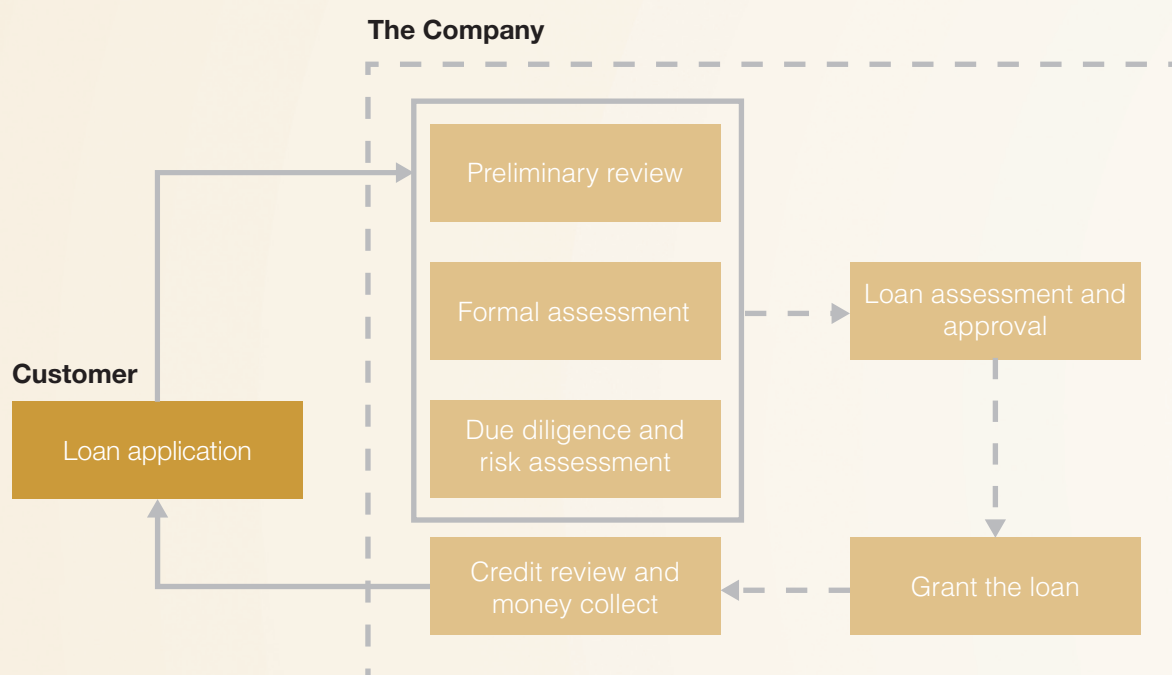 The Company
Preliminary review
Formal assessment
Loan assessment and
approval
Customer
Loan application
Due diligence and
risk assessment
Credit review and
money collect
Grant the loan